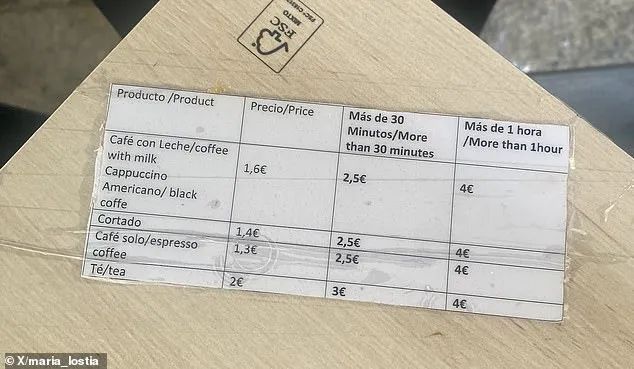 FSC
MIXTO
Producto /Product
Precio/Price
Más de 30
Minutos/More
than 30 minutes
Más de 1 hora
/More than 1hour
Café con Leche/coffee
with milk
Cappuccino
Americano/ black
coffe
1,6€
2,5€
4€
Cortado
1,4€
2,5€
4€
Café solo/espresso
coffee
1,3€
2,5€
4€
Té/tea
2€
3€
4€
X/maria_lostia